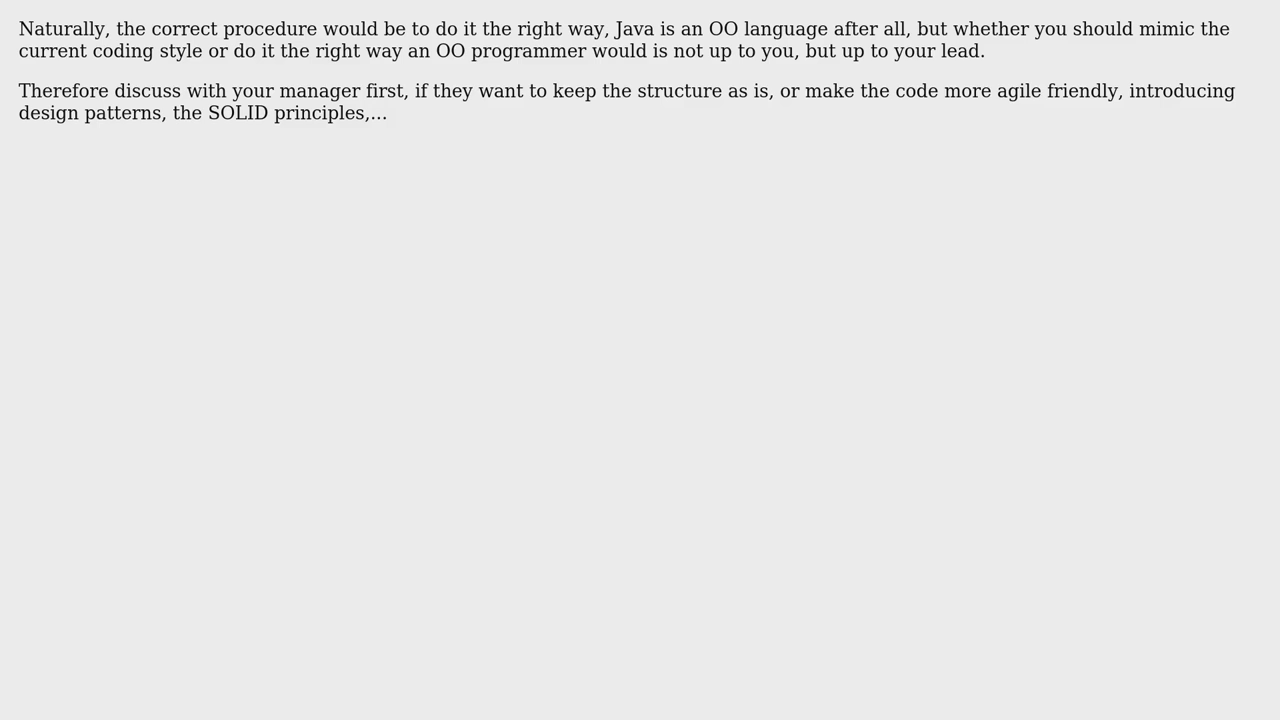 Naturally, the correct procedure would be to do it the right way, Java is an OO language after all, but whether you should mimic the
current coding style or do it the right way an OO programmer would is not up to you, but up to your lead.
Therefore discuss with your manager first, if they want to keep the structure as is, or make the code more agile friendly, introducing
design patterns, the SOLID principles,...